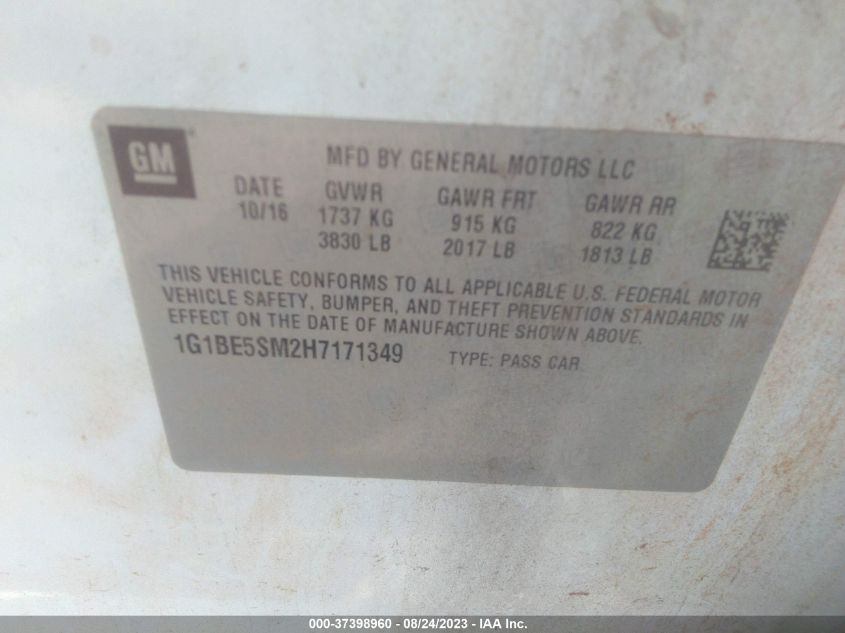 GM
MFD BY GENERAL MOTORS LLC
DATE GVWR GAWR FRT GAWR RR
10/16 1737 KG 915 KG 822 KG
3830 LB 2017 LB 1813 LB
THIS VEHICLE CONFORMS TO ALL APPLICABLE U.S. FEDERAL MOTOR
VEHICLE SAFETY, BUMPER, AND THEFT PREVENTION STANDARDS IN
EFFECT ON THE DATE OF MANUFACTURE SHOWN ABOVE.
1G1BE5SM2H7171349 TYPE: PASS CAR
000-37398960 - 08/24/2023 - IAA Inc.